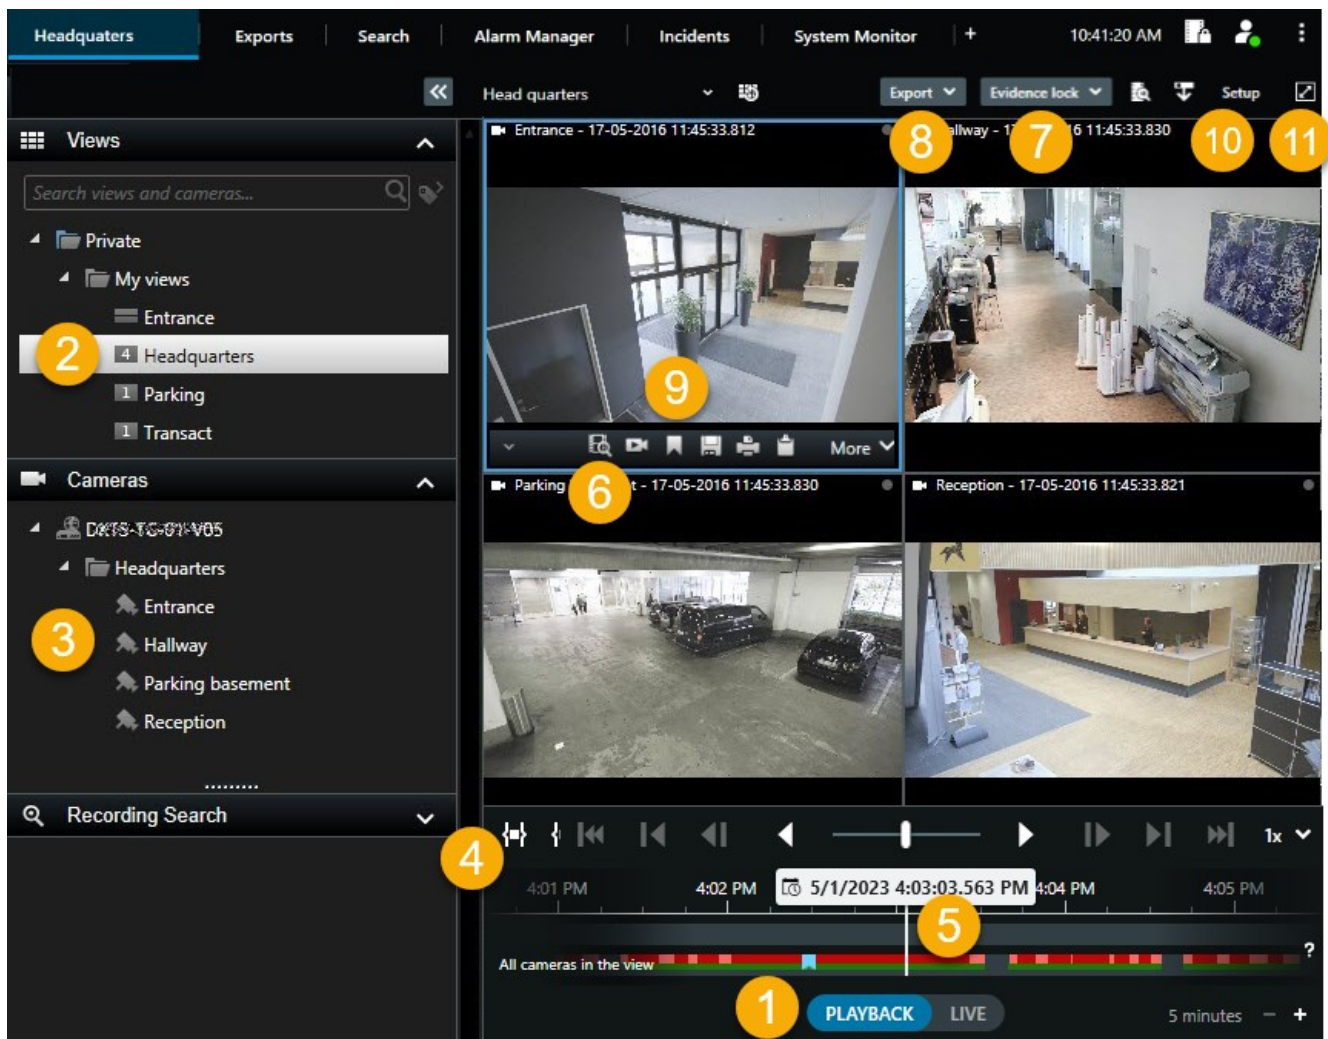 Headquaters Exports Search Alarm Manager Incidents System Monitor + 10:41:20 AM
Head quarters Export Evidence lock Setup
Views
Entrance - 17-05-2016 11:45:33.812
8 7 10 11
allway - 1 6 11:45:33.830
Search views and cameras...
Private
My views
Entrance
2 4 Headquarters
1 Parking
1 Transact
9
More
Cameras
Parking t - 17-05-2016 11:45:33.830
6
Reception - 17-05-2016 11:45:33.821
Headquarters
Entrance
3 Hallway
Parking basement
Reception
Recording Search
4
1x
4:01 PM 4:02 PM 5/1/2023 4:03:03.563 PM 4:04 PM 4:05 PM
5
All cameras in the view ?
1 PLAYBACK LIVE 5 minutes − +